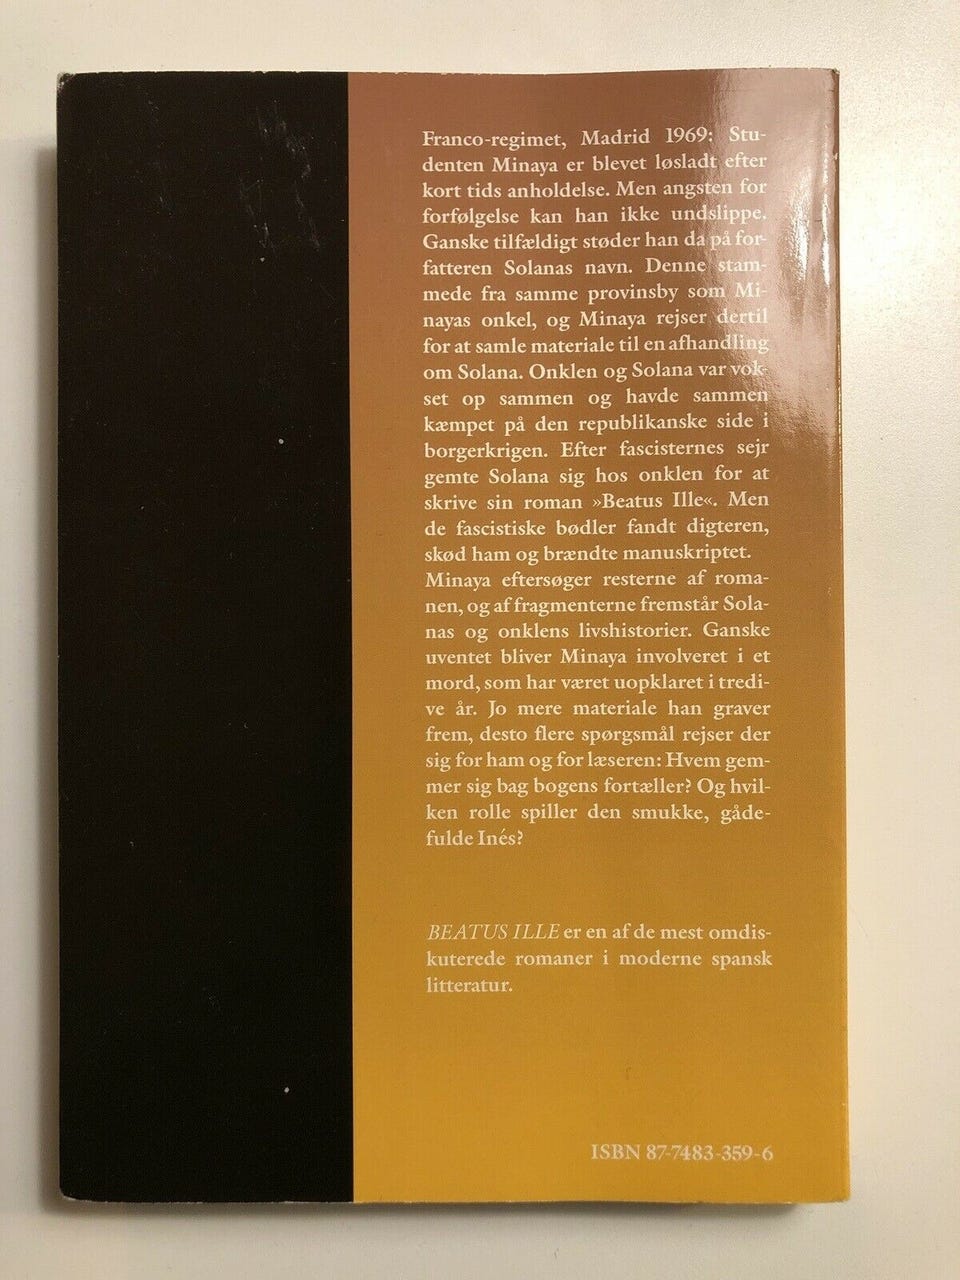 Franco-regimet, Madrid 1969: Stu-
denten Minaya er blevet løsladt efter
kort tids anholdelse. Men angsten for
forfølgelse kan han ikke undslippe.
Ganske tilfældigt støder han da på for-
fatteren Solanas navn. Denne stam-
mede fra samme provinsby som Mi-
nayas onkel, og Minaya rejser dertil
for at samle materiale til en afhandling
om Solana. Onklen og Solana var vok-
set op sammen og havde sammen
kæmpet på den republikanske side i
borgerkrigen. Efter fascisternes sejr
gemte Solana sig hos onklen for at
skrive sin roman »Beatus Ille«. Men
de fascistiske bødler fandt digteren,
skød ham og brændte manuskriptet.
Minaya eftersøger resterne af roma-
nen, og af fragmenterne fremstår Sola-
nas og onklens livshistorier. Ganske
uventet bliver Minaya involveret i et
mord, som har været uopklaret i tredi-
ve år. Jo mere materiale han graver
frem, desto flere spørgsmål rejser der
sig for ham og for læseren: Hvem gem-
mer sig bag bogens fortæller? Og hvil-
ken rolle spiller den smukke, gåde-
fulde Inés?
BEATUS ILLE er en af de mest omdis-
kuterede romaner i moderne spansk
litteratur.
ISBN 87-7483-359-6